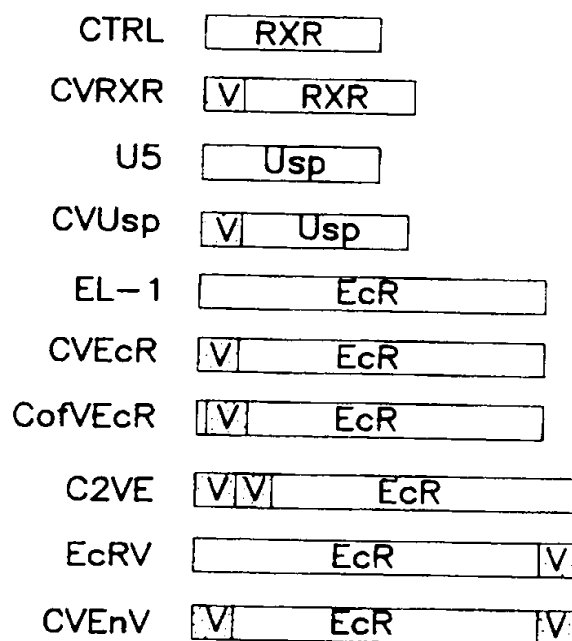 CTRL RXR
CVRXR V RXR
U5 Usp
CVUsp V Usp
EL-1 EcR
CVEcR V EcR
CofVEcR V EcR
C2VE V V EcR
EcRV EcR V
CVEnV V EcR V